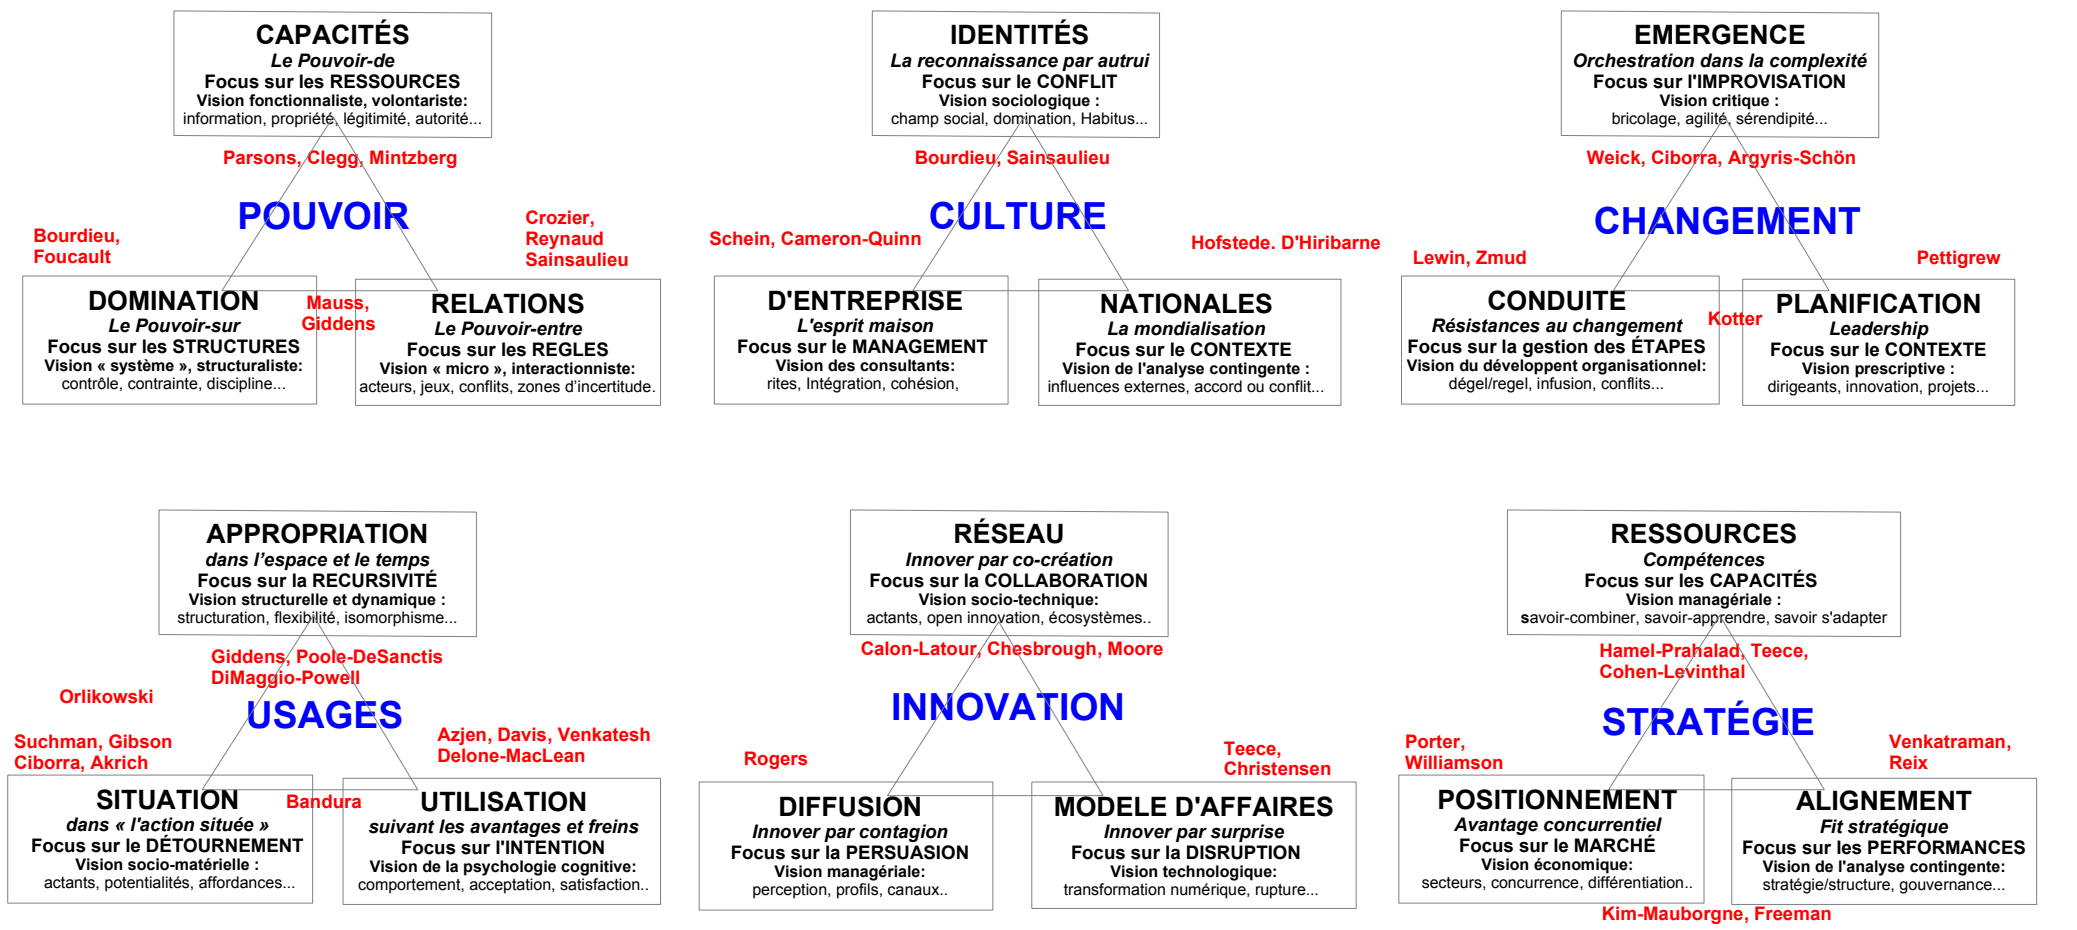 CAPACITÉS
Le Pouvoir-de
Focus sur les RESSOURCES
Vision fonctionnaliste, volontariste:
information, propriété, légitimité, autorité...
Parsons, Clegg, Mintzberg
POUVOIR
Bourdieu,
Foucault
Crozier,
Reynaud
Sainsaulieu
DOMINATION
Le Pouvoir-sur
Focus sur les STRUCTURES
Vision « système », structuraliste:
contrôle, contrainte, discipline...
Mauss,
Giddens
RELATIONS
Le Pouvoir-entre
Focus sur les REGLES
Vision « micro », interactionniste:
acteurs, jeux, conflits, zones d'incertitude.
IDENTITÉS
La reconnaissance par autrui
Focus sur le CONFLIT
Vision sociologique :
champ social, domination, Habitus...
Bourdieu, Sainsaulieu
CULTURE
Schein, Cameron-Quinn
Hofstede. D'Hiribarne
D'ENTREPRISE
L'esprit maison
Focus sur le MANAGEMENT
Vision des consultants:
rites, Intégration, cohésion,
NATIONALES
La mondialisation
Focus sur le CONTEXTE
Vision de l'analyse contingente :
influences externes, accord ou conflit...
EMERGENCE
Orchestration dans la complexité
Focus sur l'IMPROVISATION
Vision critique :
bricolage, agilité, sérendipité...
Weick, Ciborra, Argyris-Schön
CHANGEMENT
Lewin, Zmud
Pettigrew
CONDUITE
Résistances au changement
Focus sur la gestion des ÉTAPES
Vision du développent organisationnel:
dégel/regel, infusion, conflits...
Kotter
PLANIFICATION
Leadership
Focus sur le CONTEXTE
Vision prescriptive :
dirigeants, innovation, projets...
APPROPRIATION
dans l'espace et le temps
Focus sur la RECURSIVITÉ
Vision structurelle et dynamique :
structuration, flexibilité, isomorphisme...
Giddens, Poole-DeSanctis
DiMaggio-Powell
Orlikowski
USAGES
Suchman, Gibson
Ciborra, Akrich
Azjen, Davis, Venkatesh
Delone-MacLean
SITUATION
dans « l'action située »
Focus sur le DÉTOURNEMENT
Vision socio-matérielle :
actants, potentialités, affordances...
Bandura
UTILISATION
suivant les avantages et freins
Focus sur l'INTENTION
Vision de la psychologie cognitive:
comportement, acceptation, satisfaction..
RÉSEAU
Innover par co-création
Focus sur la COLLABORATION
Vision socio-technique:
actants, open innovation, écosystèmes..
Calon-Latour, Chesbrough, Moore
INNOVATION
Rogers
Teece,
Christensen
DIFFUSION
Innover par contagion
Focus sur la PERSUASION
Vision managériale:
perception, profils, canaux..
MODELE D'AFFAIRES
Innover par surprise
Focus sur la DISRUPTION
Vision technologique:
transformation numérique, rupture...
RESSOURCES
Compétences
Focus sur les CAPACITÉS
Vision managériale :
savoir-combiner, savoir-apprendre, savoir s'adapter
Hamel-Prahalad, Teece,
Cohen-Levinthal
STRATÉGIE
Porter,
Williamson
Venkatraman,
Reix
POSITIONNEMENT
Avantage concurrentiel
Focus sur le MARCHÉ
Vision économique:
secteurs, concurrence, différentiation..
ALIGNEMENT
Fit stratégique
Focus sur les PERFORMANCES
Vision de l'analyse contingente:
stratégie/structure, gouvernance...
Kim-Mauborgne, Freeman